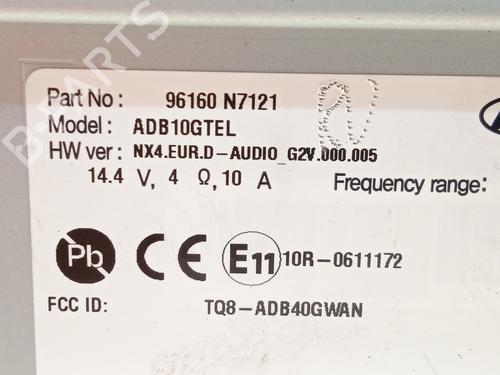 B-PARTS
Part No : 96160 N7121
Model : ADB10GTEL
HW ver : NX4.EUR.D-AUDIO_G2V.000.005
14.4 V, 4 Ω, 10 A
Frequency range:
Pb CE E11 10R-0611172
FCC ID: TQ8-ADB40GWAN